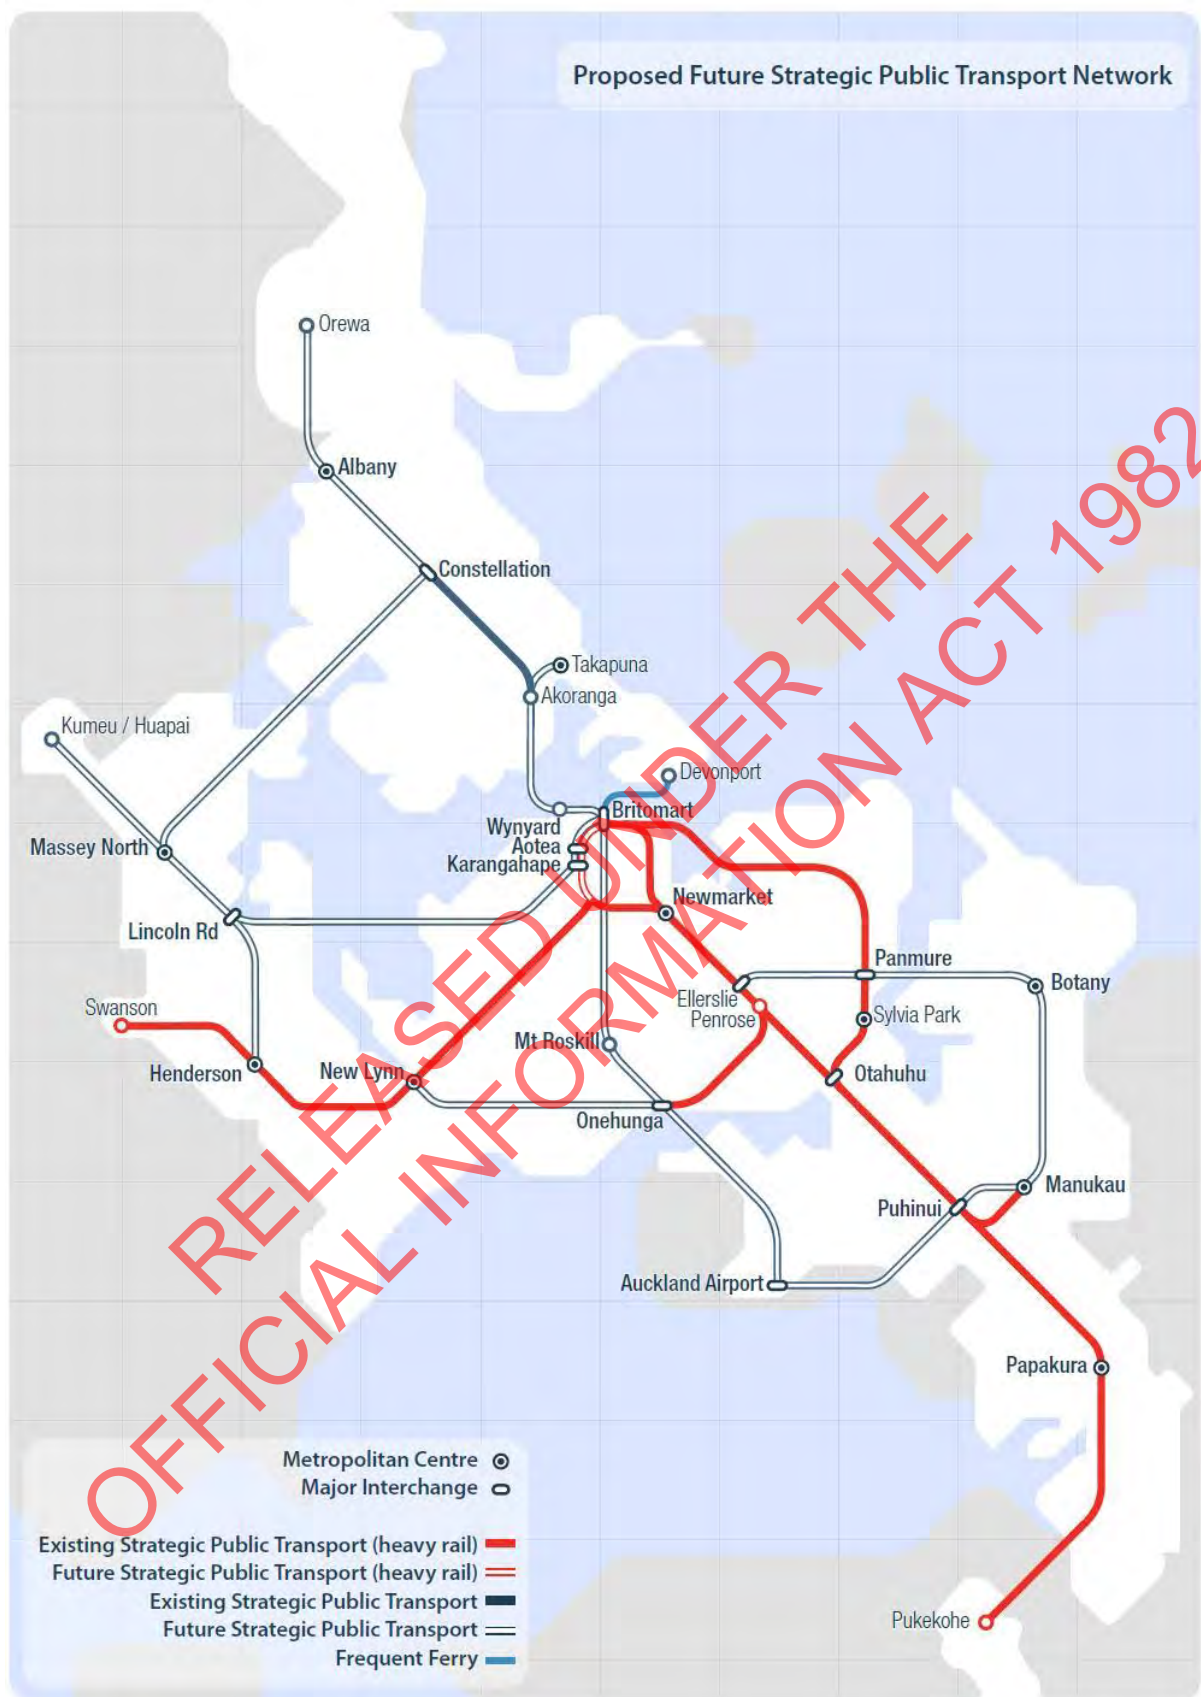 Proposed Future Strategic Public Transport Network
Orewa
Albany
Constellation
Takapuna
Akoranga
Kumeu / Huapai
Devonport
Britomart
Wynyard
Aotea
Karangahape
Massey North
Newmarket
Lincoln Rd
Panmure
Botany
Ellerslie
Penrose
Sylvia Park
Swanson
Mt Roskill
Henderson
New Lynn
Otahuhu
Onehunga
Manukau
Puhinui
Auckland Airport
Papakura
Pukekohe
Metropolitan Centre
Major Interchange
Existing Strategic Public Transport (heavy rail)
Future Strategic Public Transport (heavy rail)
Existing Strategic Public Transport
Future Strategic Public Transport
Frequent Ferry
RELEASED UNDER THE
OFFICIAL INFORMATION ACT 1982